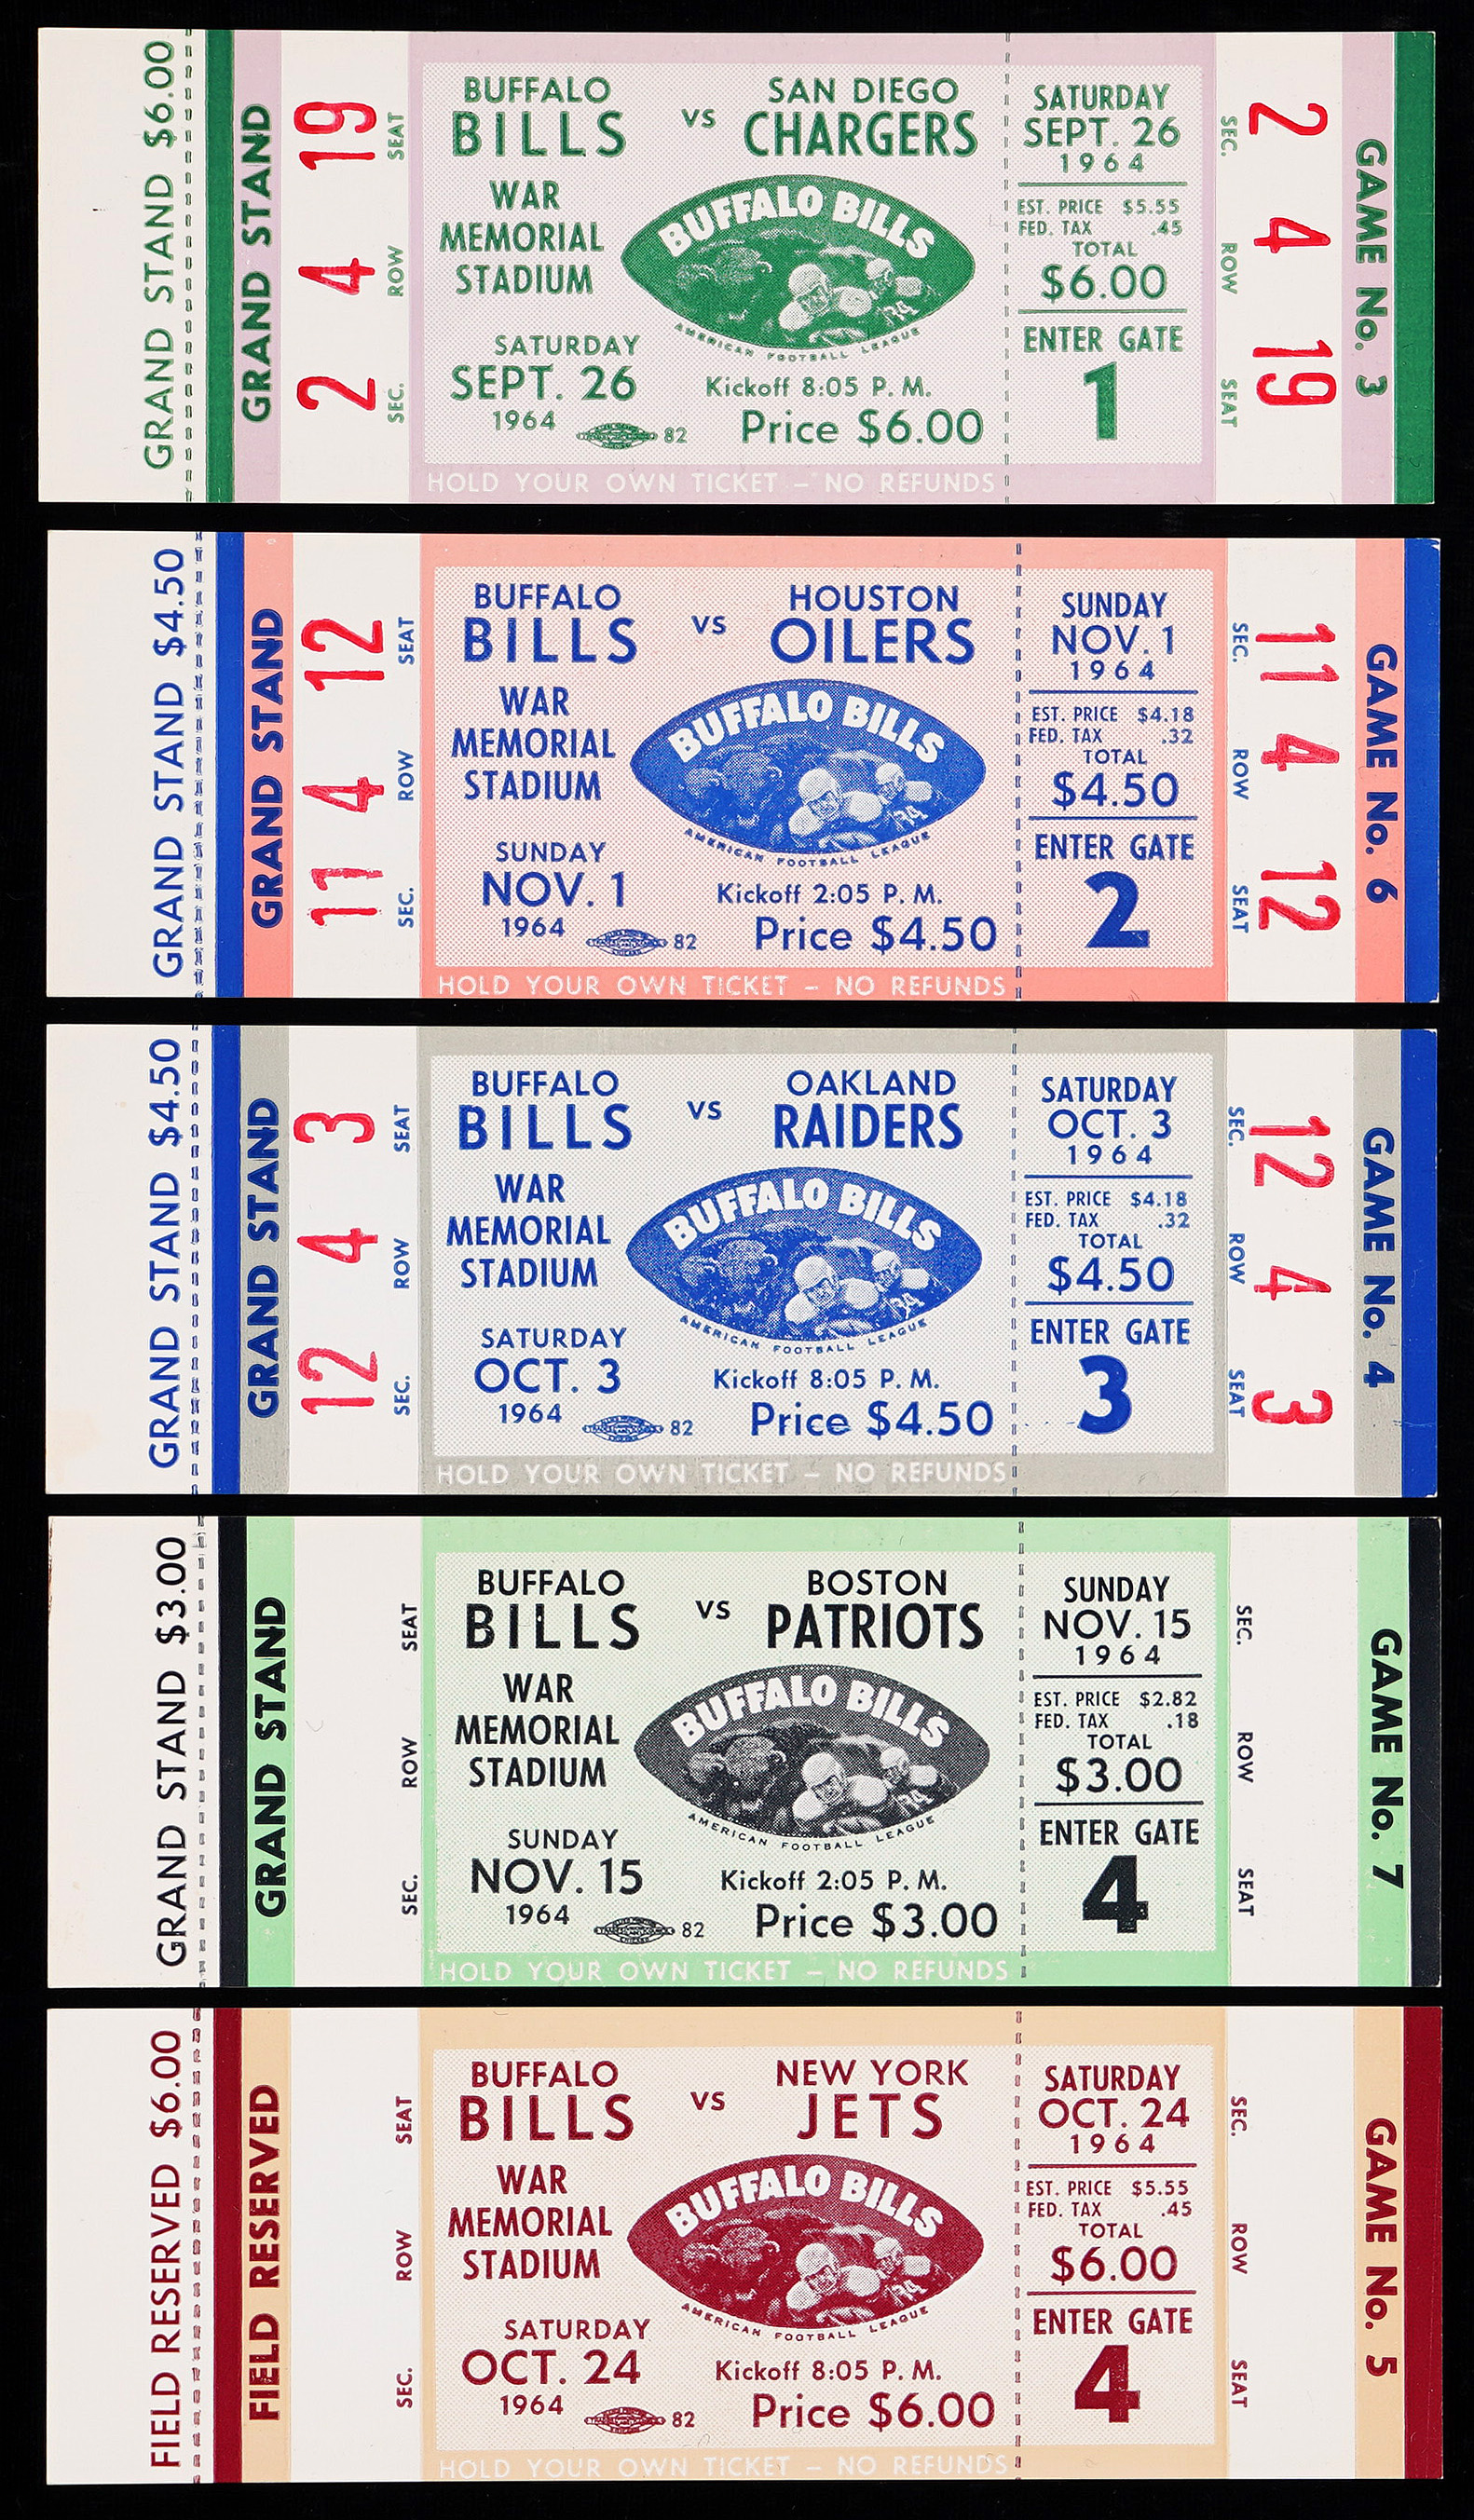 GRAND STAND $6.00
GRAND STAND
2 4 19
SEC. ROW SEAT
BUFFALO
BILLS
VS
SAN DIEGO
CHARGERS
WAR
MEMORIAL
STADIUM
BUFFALO BILLS
34
AMERICAN FOOTBALL LEAGUE
SATURDAY
SEPT. 26
1964
82
Kickoff 8:05 P. M.
Price $6.00
HOLD YOUR OWN TICKET – NO REFUNDS
SATURDAY
SEPT. 26
1964
EST. PRICE $5.55
FED. TAX .45
TOTAL
$6.00
ENTER GATE
1
SEC. ROW SEAT
2 4 19
GAME No. 3
GRAND STAND $4.50
GRAND STAND
11 4 12
SEC. ROW SEAT
BUFFALO
BILLS
VS
HOUSTON
OILERS
WAR
MEMORIAL
STADIUM
BUFFALO BILLS
34
AMERICAN FOOTBALL LEAGUE
SUNDAY
NOV. 1
1964
82
Kickoff 2:05 P. M.
Price $4.50
HOLD YOUR OWN TICKET – NO REFUNDS
SUNDAY
NOV. 1
1964
EST. PRICE $4.18
FED. TAX .32
TOTAL
$4.50
ENTER GATE
2
SEC. ROW SEAT
11 4 12
GAME No. 6
GRAND STAND $4.50
GRAND STAND
12 4 3
SEC. ROW SEAT
BUFFALO
BILLS
VS
OAKLAND
RAIDERS
WAR
MEMORIAL
STADIUM
BUFFALO BILLS
34
AMERICAN FOOTBALL LEAGUE
SATURDAY
OCT. 3
1964
82
Kickoff 8:05 P. M.
Price $4.50
HOLD YOUR OWN TICKET – NO REFUNDS
SATURDAY
OCT. 3
1964
EST. PRICE $4.18
FED. TAX .32
TOTAL
$4.50
ENTER GATE
3
SEC. ROW SEAT
12 4 3
GAME No. 4
GRAND STAND $3.00
GRAND STAND
SEC. ROW SEAT
BUFFALO
BILLS
VS
BOSTON
PATRIOTS
WAR
MEMORIAL
STADIUM
BUFFALO BILLS
34
AMERICAN FOOTBALL LEAGUE
SUNDAY
NOV. 15
1964
82
Kickoff 2:05 P. M.
Price $3.00
HOLD YOUR OWN TICKET – NO REFUNDS
SUNDAY
NOV. 15
1964
EST. PRICE $2.82
FED. TAX .18
TOTAL
$3.00
ENTER GATE
4
SEC. ROW SEAT
GAME No. 7
FIELD RESERVED $6.00
FIELD RESERVED
SEC. ROW SEAT
BUFFALO
BILLS
VS
NEW YORK
JETS
WAR
MEMORIAL
STADIUM
BUFFALO BILLS
34
AMERICAN FOOTBALL LEAGUE
SATURDAY
OCT. 24
1964
82
Kickoff 8:05 P. M.
Price $6.00
HOLD YOUR OWN TICKET – NO REFUNDS
SATURDAY
OCT. 24
1964
EST. PRICE $5.55
FED. TAX .45
TOTAL
$6.00
ENTER GATE
4
SEC. ROW SEAT
GAME No. 5